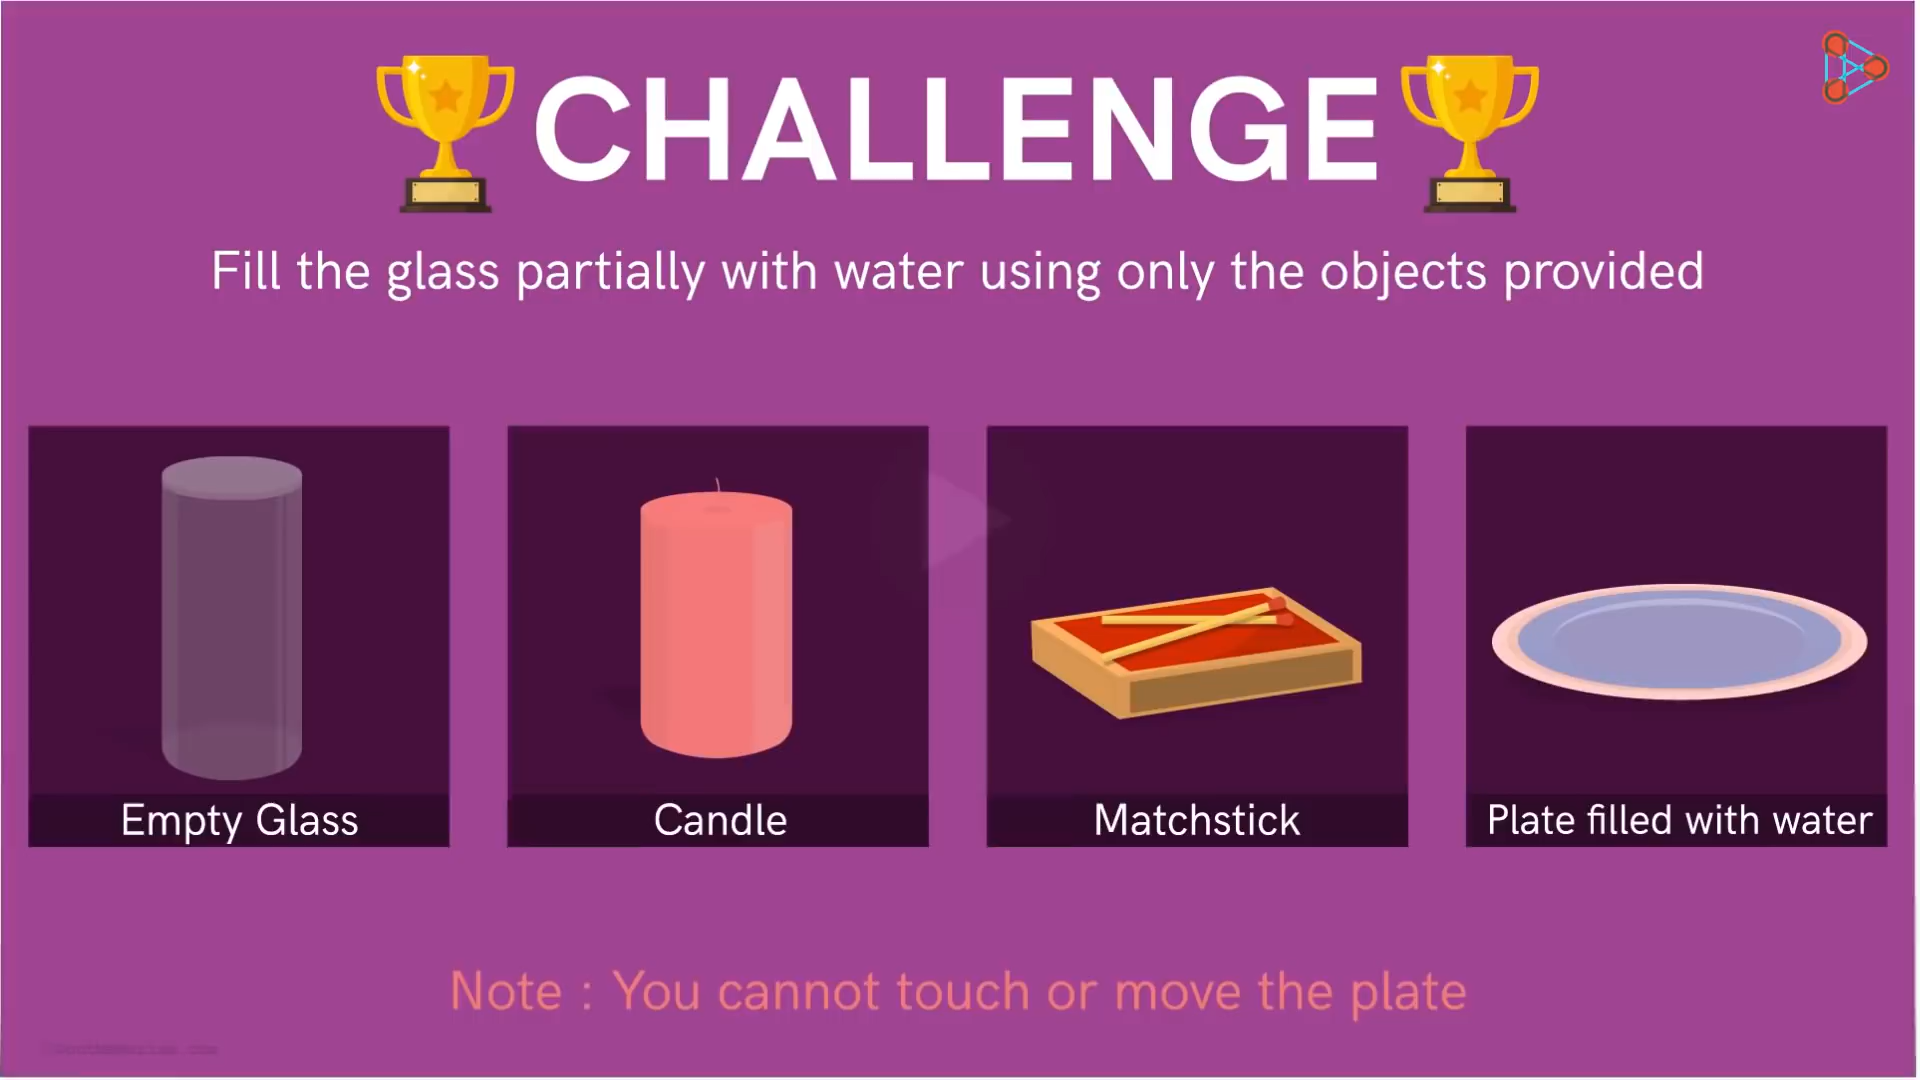 CHALLENGE
Fill the glass partially with water using only the objects provided
Empty Glass
Candle
Matchstick
Plate filled with water
Note : You cannot touch or move the plate